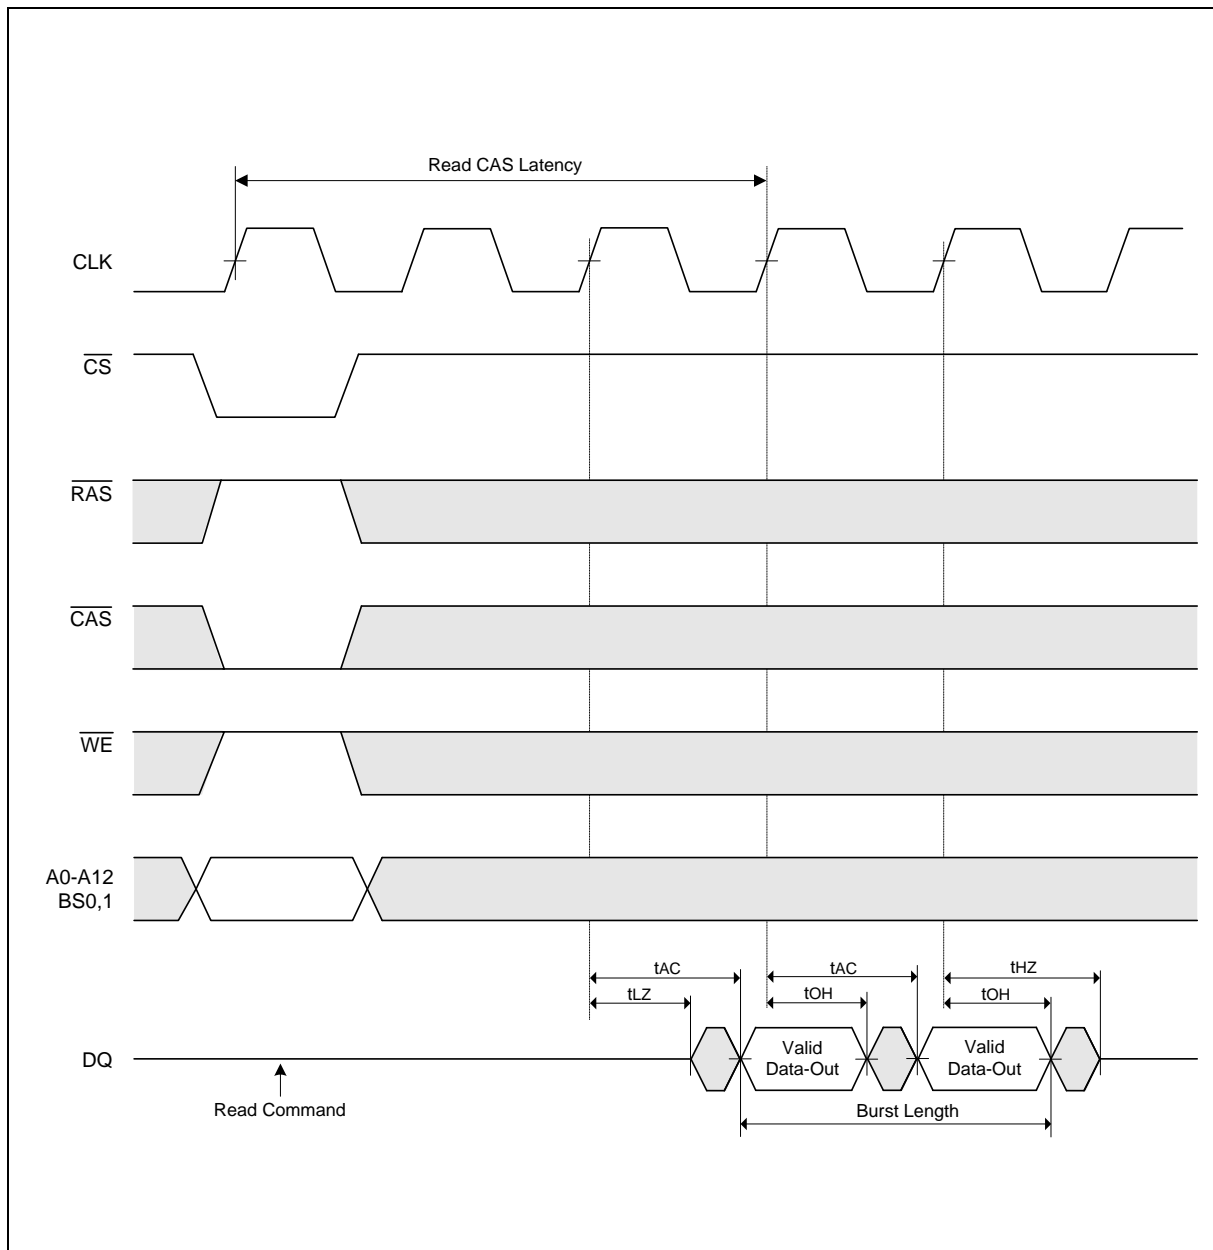 Read CAS Latency
CLK
CS
RAS
CAS
WE
A0-A12
BS0,1
tAC
tAC
tHZ
tLZ
tOH
tOH
DQ
Valid
Data-Out
Valid
Data-Out
Read Command
Burst Length